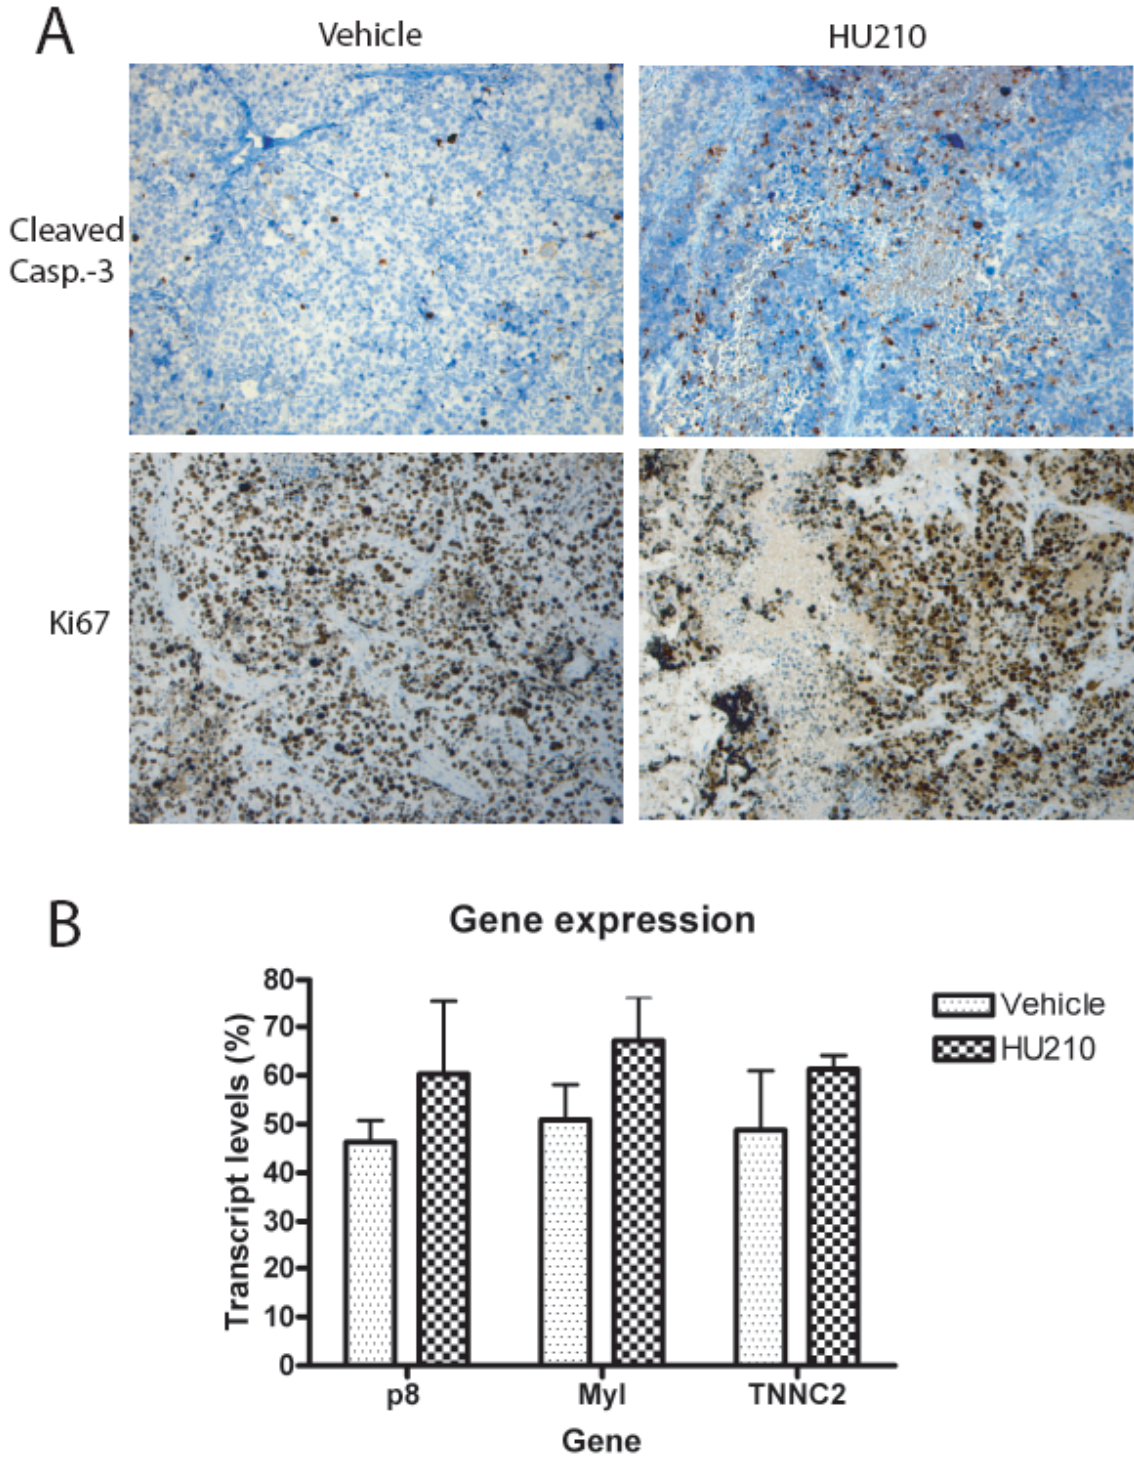 A
Vehicle
HU210
Cleaved
Casp.-3
Ki67
B
Gene expression
80
70
60
50
40
30
20
10
0
Transcript levels (%)
Vehicle
HU210
p8
Myl
TNNC2
Gene